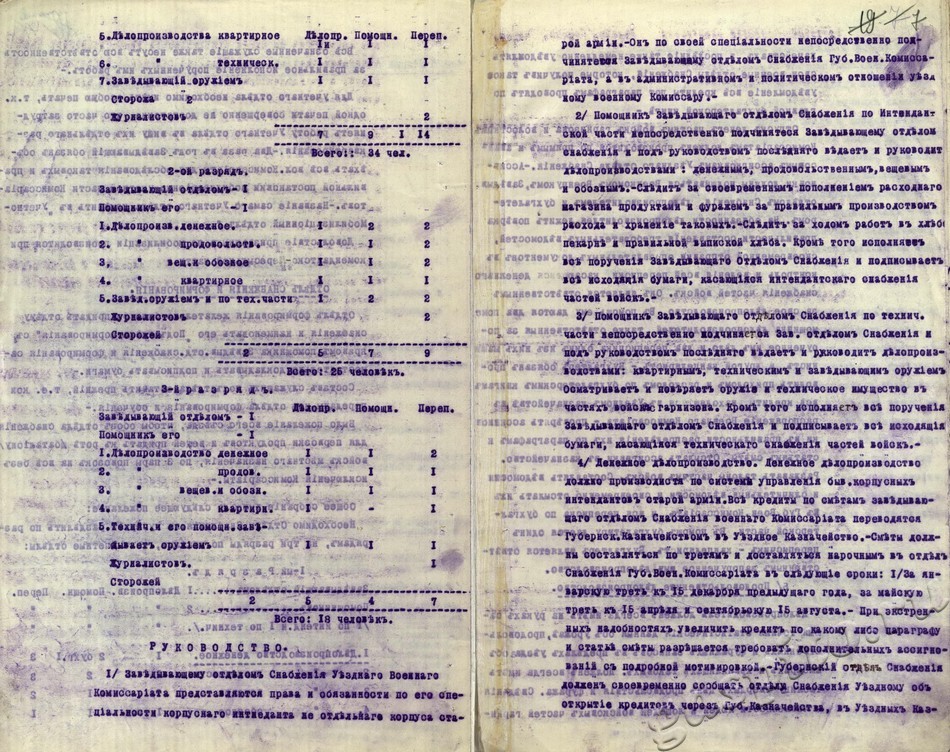 5.Дѣлопроизводства квартирное Дѣлопр. Помощн. Переп.
I I I
6. " техническ. I I I
7.Завѣдывающій оружіемъ I I I
Сторожа 2
Журналистовъ 2
7 9 I 14
Всего:: 34 чел.
2-ой разрядъ.
Завѣдывающій отдѣломъ- I
Помощникъ его - I
1.Дѣлопроизв.денежное. I 2 2
2. " продовольств. I I 2
3. " вещ.и обозное I I 2
4. " квартирное I I I
5.Завѣд.оружіемъ и по тех.части I 2 2
Журналистовъ 2
Сторожей
2 5 7 9
Всего: 25 человѣкъ.
3-й разрядъ.
Дѣлопр. Помощн. Переп.
Завѣдывающій отдѣломъ - I
Помощникъ его - I
1.Дѣлопроизводство денежное I I 2
2. " продов. I I I
3. " вещев.и обозн. I I I
4. " квартирн. I - I
5.Технич.и его помощн.завѣ-
дываетъ оружіемъ I I I
Журналистовъ. I
Сторожей
2 5 4 7
Всего: 18 человѣкъ.
РУКОВОДСТВО.
I/ Завѣдывающему отдѣломъ Снабженія Уѣзднаго Военнаго
Комиссаріата представляются права и обязанности по его спе-
ціальности корпуснаго интенданта не отдѣльнаго корпуса ста-
рой арміи.-Онъ по своей спеціальности непосредственно под-
чиняется Завѣдывающему отдѣломъ Снабженія Губ.Воен.Комисса-
ріата, а въ административномъ и политическомъ отношеніи уѣзд
ному военному Комиссару.-
2/ Помощникъ Завѣдывающаго отдѣломъ Снабженія по Интендант
ской части непосредственно подчиняется Завѣдывающему отдѣломъ
снабженія и подъ руководствомъ послѣдняго вѣдаетъ и руководитъ
дѣлопроизводствами: денежнымъ, продовольственнымъ,вещевымъ
и обознымъ.-Слѣдитъ за своевременнымъ пополненіемъ расходнаго
магазина продуктами и фуражемъ за правильнымъ производствомъ
расхода и храненіе таковыхъ.-Слѣдитъ за ходомъ работъ въ хлѣбо
пекарнѣ и правильной выпиской хлѣба. Кромѣ того исполняетъ
всѣ порученія Завѣдывающаго Отдѣломъ Снабженія и подписываетъ
всѣ исходящія бумаги, касающійся интендантскаго снабженія
частей войскъ.-
3/ Помощникъ Завѣдывающаго Отдѣломъ Снабженія по технич.
части непосредственно подчиняется Зав. отдѣломъ Снабженія и
подъ руководствомъ послѣдняго вѣдаетъ и руководитъ дѣлопроиз-
водствами: квартирнымъ, техническимъ и завѣдывающимъ оружіемъ
Осматриваетъ и повѣряетъ оружіе и техническое имущество въ
частяхъ войскъ гарнизона. Кромѣ того исполняетъ всѣ порученія
Завѣдывающаго Отдѣломъ Снабженія и подписываетъ всѣ исходящія
бумаги, касающіяся техническаго снабженія частей войскъ.-
4/ Денежное дѣлопроизводство. Денежное дѣлопроизводство
должно производится по системѣ управленія быв.корпусныхъ
интендантовъ старой арміи.Всѣ кредиты по смѣтамъ завѣдываю-
щаго отдѣломъ Снабженія военнаго Комиссаріата переводятся
Губернск.Казначействомъ въ Уѣздное Казначейство.-Смѣты долж-
ны составляться по третямъ и доставляться нарочнымъ въ отдѣлъ
Снабженія Губ.Воен.Комиссаріата въ слѣдующіе сроки: I/За ян-
варскую треть къ 15 декабря предыдущаго года, за майскую
треть къ 15 апрѣля и сентябрьскую 15 августа.- При экстрен-
ныхъ надобностяхъ увеличить кредитъ по какому либо параграфу
и статьѣ смѣты разрѣшается требовать дополнительныхъ ассигно-
ваній съ подробной мотивировкой.-Губернскій отдѣлъ Снабженія
долженъ своевременно сообщать отдѣлу Снабженія Уѣздному объ
открытіе кредитовъ черезъ Губ.Казначейства, въ Уѣздныхъ Каз-